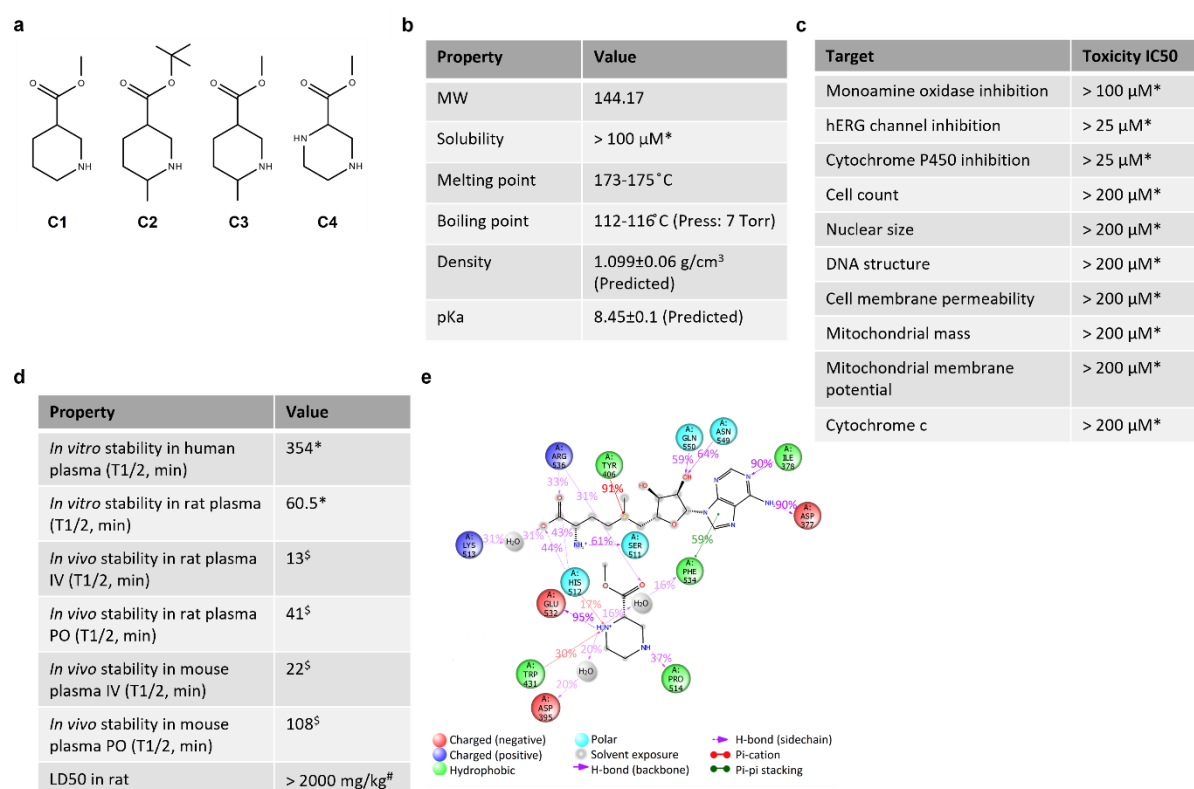 a
O
O
O
O
O
O
O
O
NH
NH
NH
HN
NH
C1
C2
C3
C4
b
Property
Value
MW
144.17
Solubility
> 100 µM*
Melting point
173-175˚C
Boiling point
112-116˚C (Press: 7 Torr)
Density
1.099±0.06 g/cm³
(Predicted)
pKa
8.45±0.1 (Predicted)
c
Target
Toxicity IC50
Monoamine oxidase inhibition
> 100 µM*
hERG channel inhibition
> 25 µM*
Cytochrome P450 inhibition
> 25 µM*
Cell count
> 200 µM*
Nuclear size
> 200 µM*
DNA structure
> 200 µM*
Cell membrane permeability
> 200 µM*
Mitochondrial mass
> 200 µM*
Mitochondrial membrane
potential
> 200 µM*
Cytochrome c
> 200 µM*
d
Property
Value
In vitro stability in human
plasma (T1/2, min)
354*
In vitro stability in rat plasma
(T1/2, min)
60.5*
In vivo stability in rat plasma
IV (T1/2, min)
13$
In vivo stability in rat plasma
PO (T1/2, min)
41$
In vivo stability in mouse
plasma IV (T1/2, min)
22$
In vivo stability in mouse
plasma PO (T1/2, min)
108$
LD50 in rat
> 2000 mg/kg#
e
A:
ARG
536
A:
TYR
406
A:
GLN
550
A:
ASN
549
A:
ILE
378
A:
ASP
377
A:
LYS
513
A:
SER
511
A:
HIS
512
A:
PHE
534
A:
GLU
532
A:
TRP
431
A:
ASP
395
A:
PRO
514
33%
31%
91%
59%
64%
90%
90%
31%
31%
43%
44%
61%
59%
16%
17%
16%
95%
30%
20%
20%
37%
H₂O
H₂O
H₂O
HO
OH
O
O
N
N
N
N
NH₂
NH₃⁺
O
O
H₂N⁺
NH
Charged (negative)
Charged (positive)
Hydrophobic
Polar
Solvent exposure
H-bond (backbone)
H-bond (sidechain)
Pi-cation
Pi-pi stacking